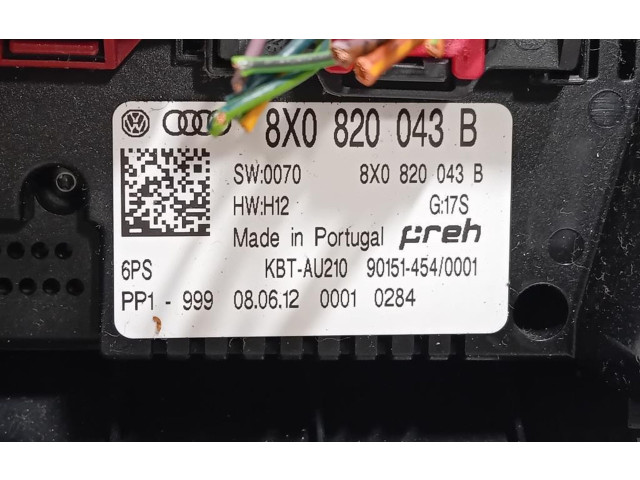 8X0 820 043 B
SW:0070 8X0 820 043 B
HW:H12 G:17S
Made in Portugal preh
6PS KBT-AU210 90151-454/0001
PP1 - 999 08.06.12 0001 0284